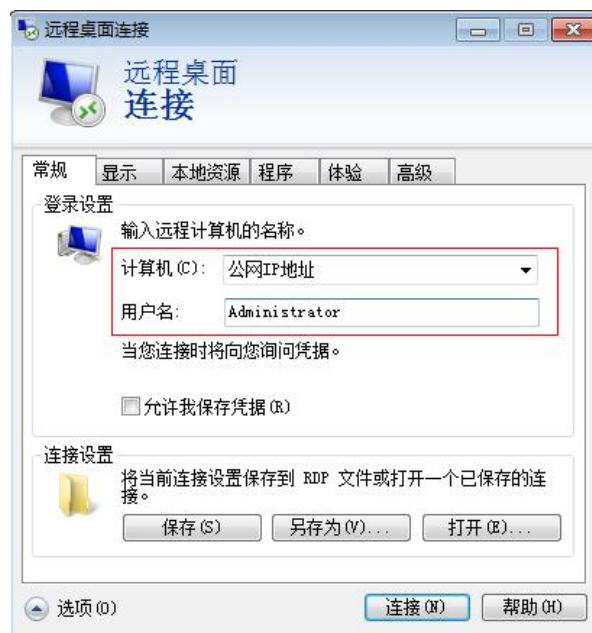 远程桌面连接
远程桌面
连接
常规 显示 本地资源 程序 体验 高级
登录设置
输入远程计算机的名称。
计算机(C): 公网IP地址
用户名: Administrator
当您连接时将向您询问凭据。
允许我保存凭据(R)
连接设置
将当前连接设置保存到 RDP 文件或打开一个已保存的连
接。
保存(S) 另存为(V)... 打开(E)...
选项(O) 连接(N) 帮助(H)